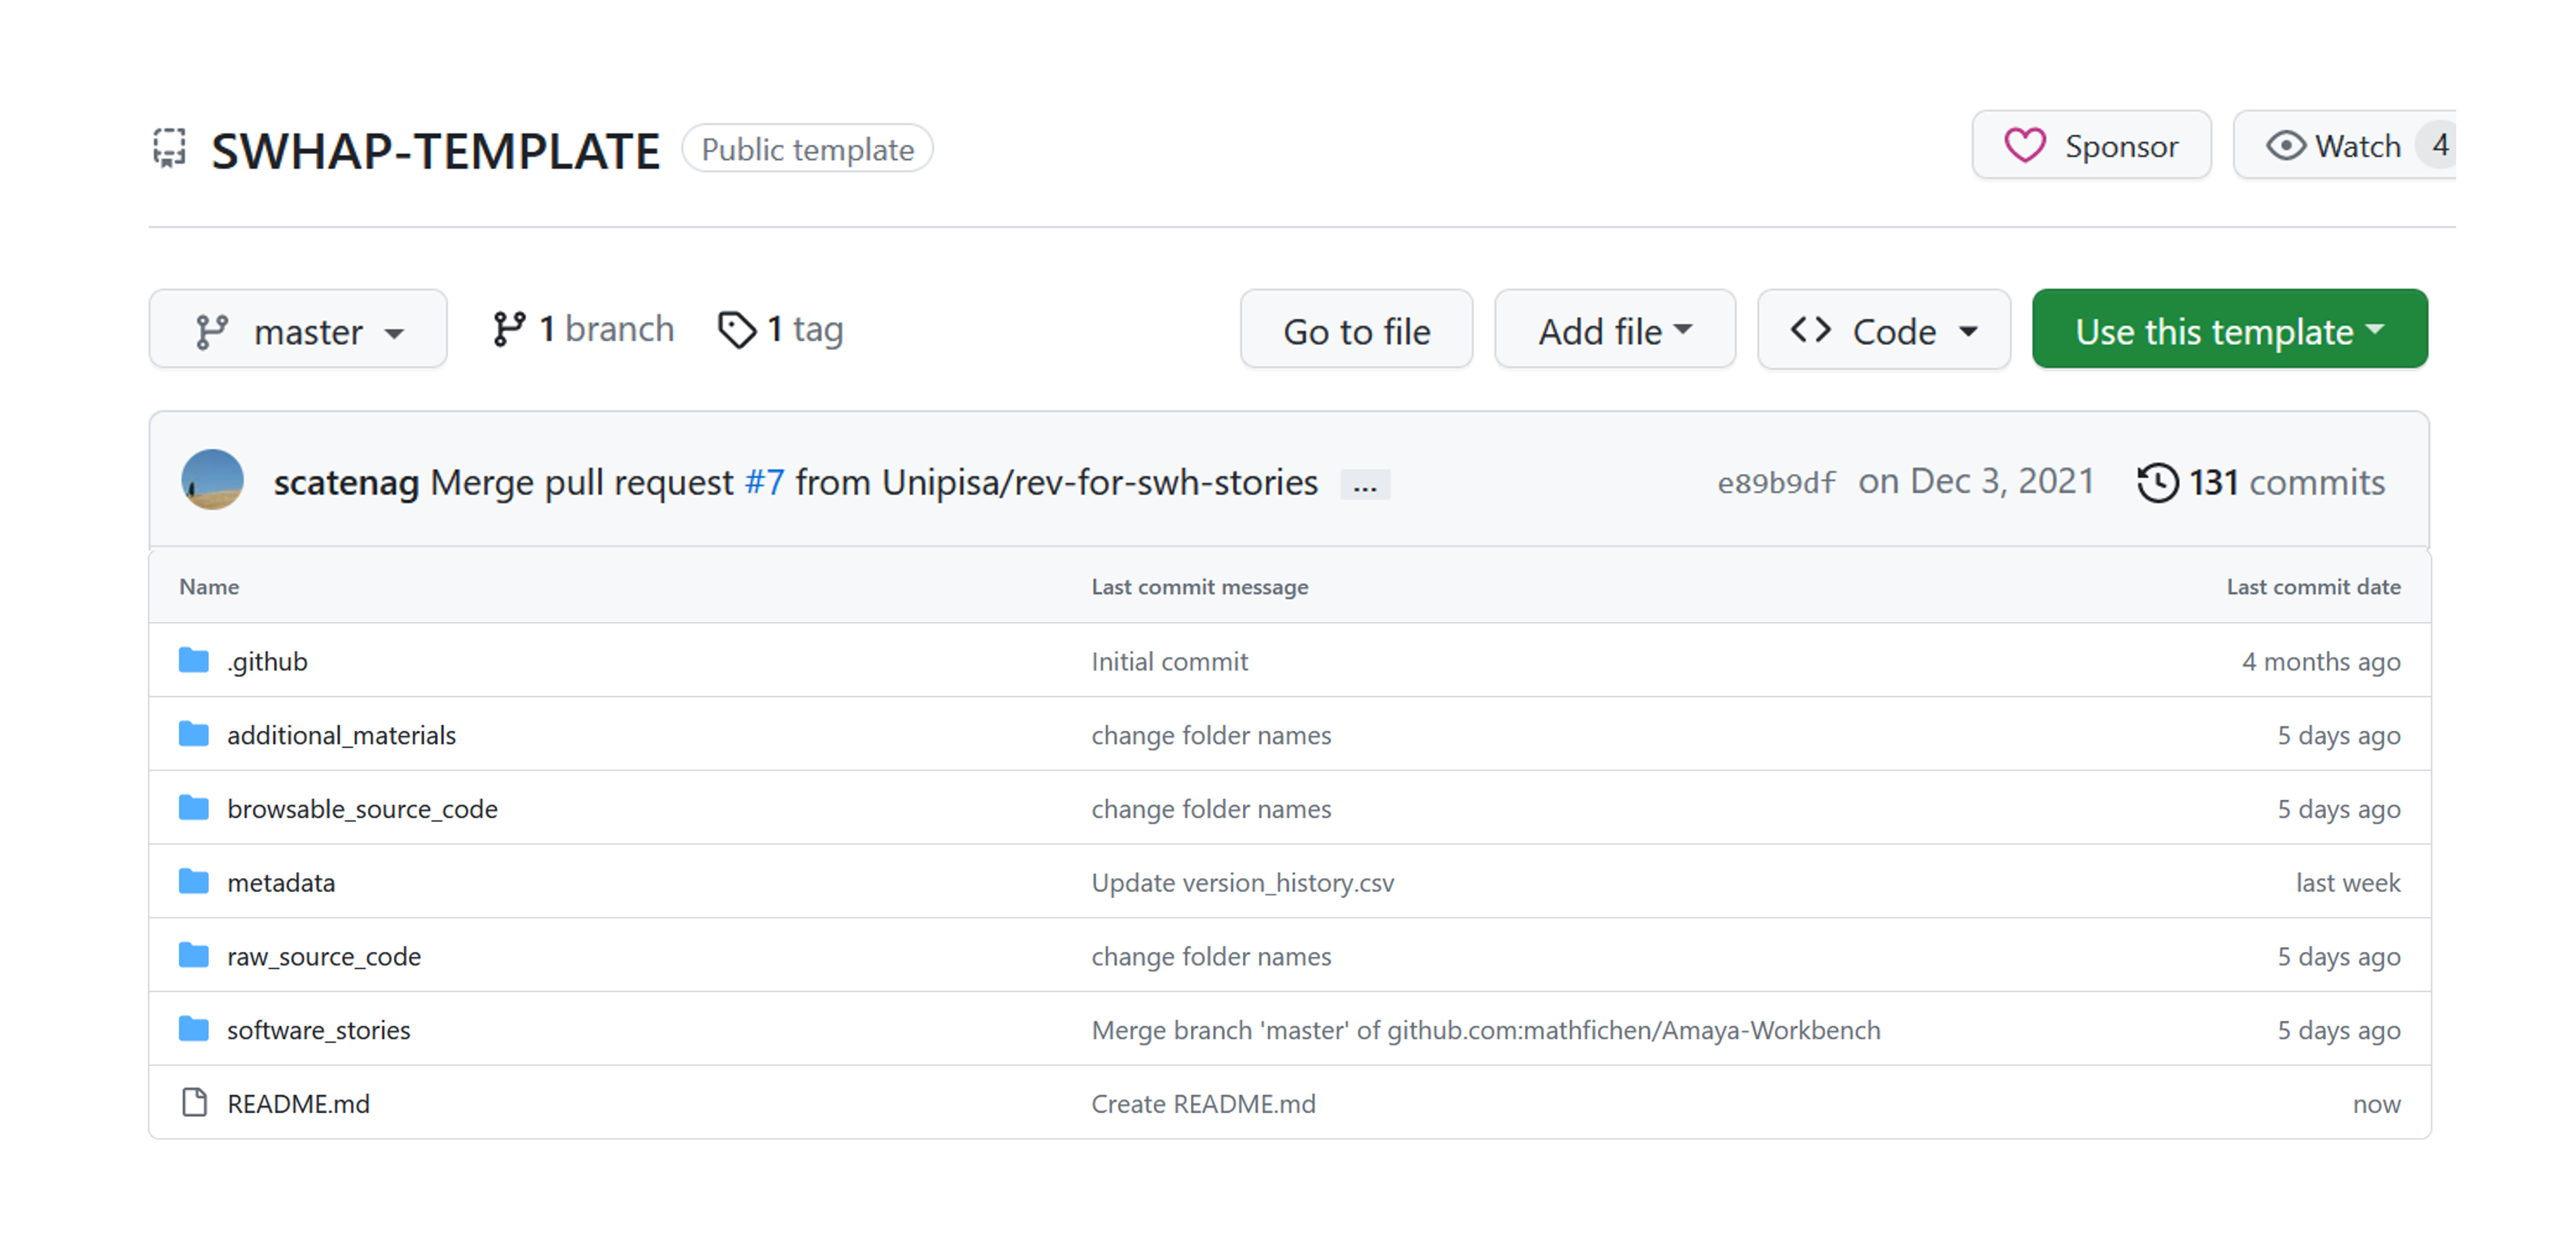 SWHAP-TEMPLATE Public template Sponsor Watch 4
master 1 branch 1 tag Go to file Add file Code Use this template
scatenag Merge pull request #7 from Unipisa/rev-for-swh-stories ... e89b9df on Dec 3, 2021 131 commits
Name Last commit message Last commit date
.github Initial commit 4 months ago
additional_materials change folder names 5 days ago
browsable_source_code change folder names 5 days ago
metadata Update version_history.csv last week
raw_source_code change folder names 5 days ago
software_stories Merge branch 'master' of github.com:mathfichen/Amaya-Workbench 5 days ago
README.md Create README.md now